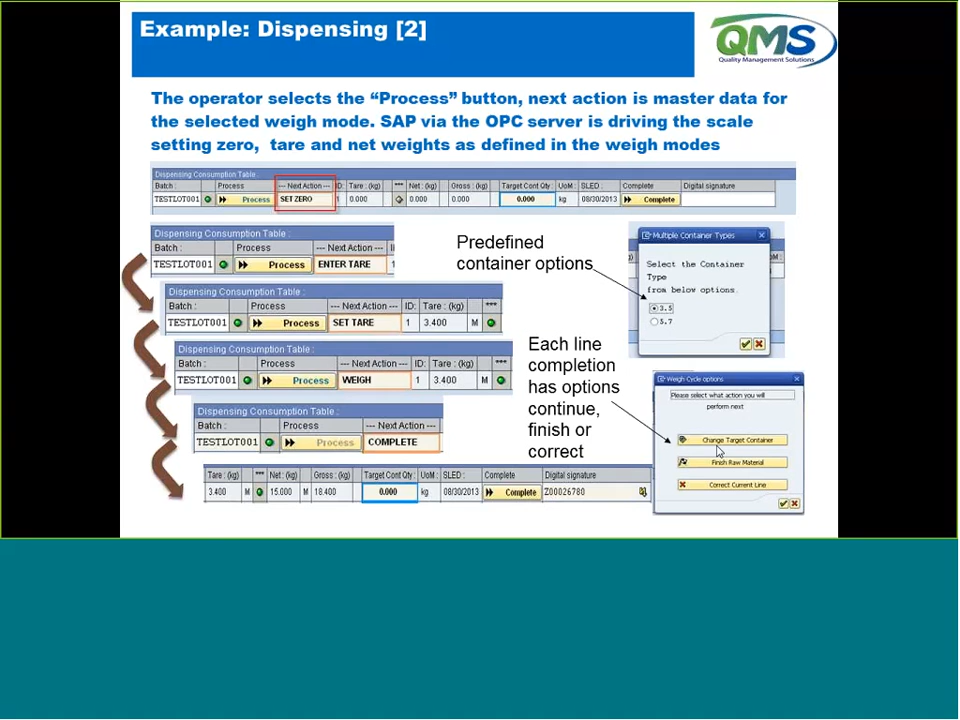 Example: Dispensing [2]
QMS
Quality Management Solutions
The operator selects the “Process” button, next action is master data for
the selected weigh mode. SAP via the OPC server is driving the scale
setting zero, tare and net weights as defined in the weigh modes
Dispensing Consumption Table :
Batch : Process --- Next Action --- ID: Tare : (kg) *** Net : (kg) Gross : (kg) Target Cont Qty : UoM : SLED : Complete Digital signature
TESTLOT001 Process SET ZERO 1 0.000 0.000 0.000 0.000 kg 08/30/2013 Complete
Dispensing Consumption Table :
Batch : Process --- Next Action ---
TESTLOT001 Process ENTER TARE 1
Dispensing Consumption Table :
Batch : Process --- Next Action --- ID: Tare : (kg) ***
TESTLOT001 Process SET TARE 1 3.400 M
Dispensing Consumption Table :
Batch : Process --- Next Action --- ID: Tare : (kg) ***
TESTLOT001 Process WEIGH 1 3.400 M
Dispensing Consumption Table :
Batch : Process --- Next Action ---
TESTLOT001 Process COMPLETE
Tare : (kg) *** Net : (kg) Gross : (kg) Target Cont Qty : UoM : SLED : Complete Digital signature
3.400 M 15.000 M 18.400 0.000 kg 08/30/2013 Complete Z00026780
Predefined
container options
Multiple Container Types
Select the Container
Type
from below options.
3.5
5.7
Each line
completion
has options
continue,
finish or
correct
Weigh Cycle options
Please select what action you will
perform next
Change Target Container
Finish Raw Material
Correct Current Line